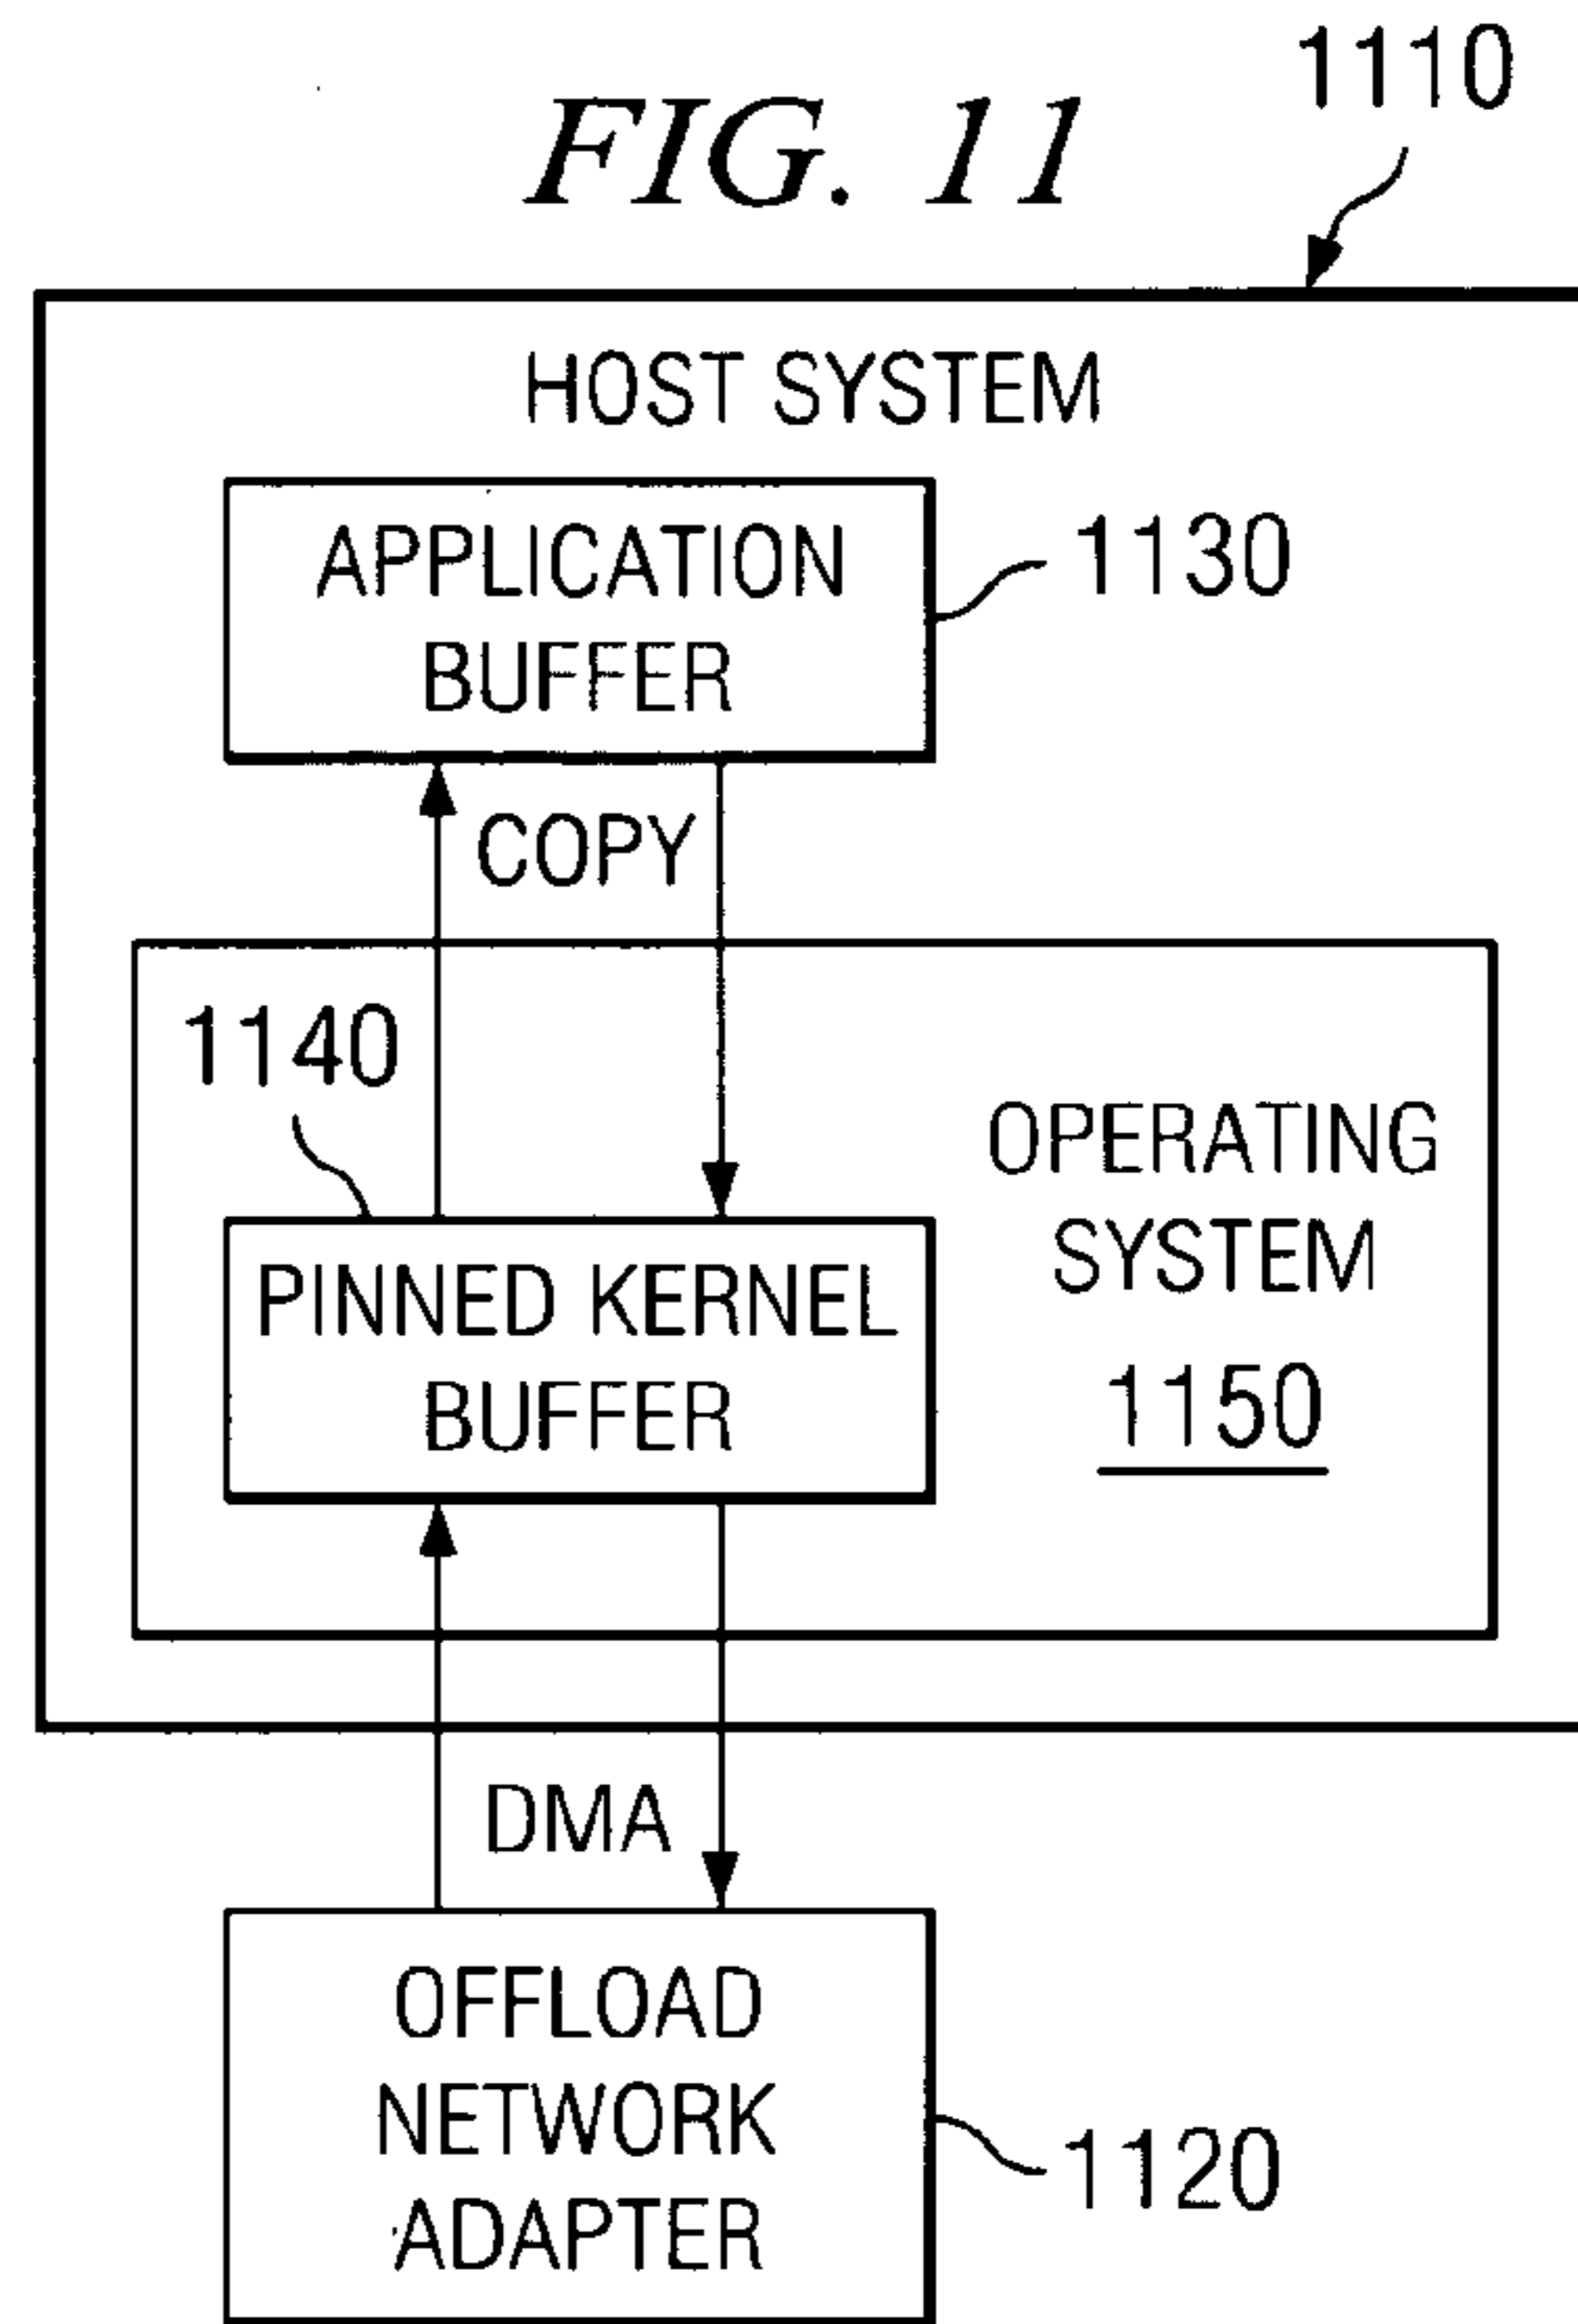 FIG. 11
1110
HOST SYSTEM
APPLICATION
BUFFER
1130
COPY
1140
OPERATING
SYSTEM
1150
PINNED KERNEL
BUFFER
DMA
OFFLOAD
NETWORK
ADAPTER
1120